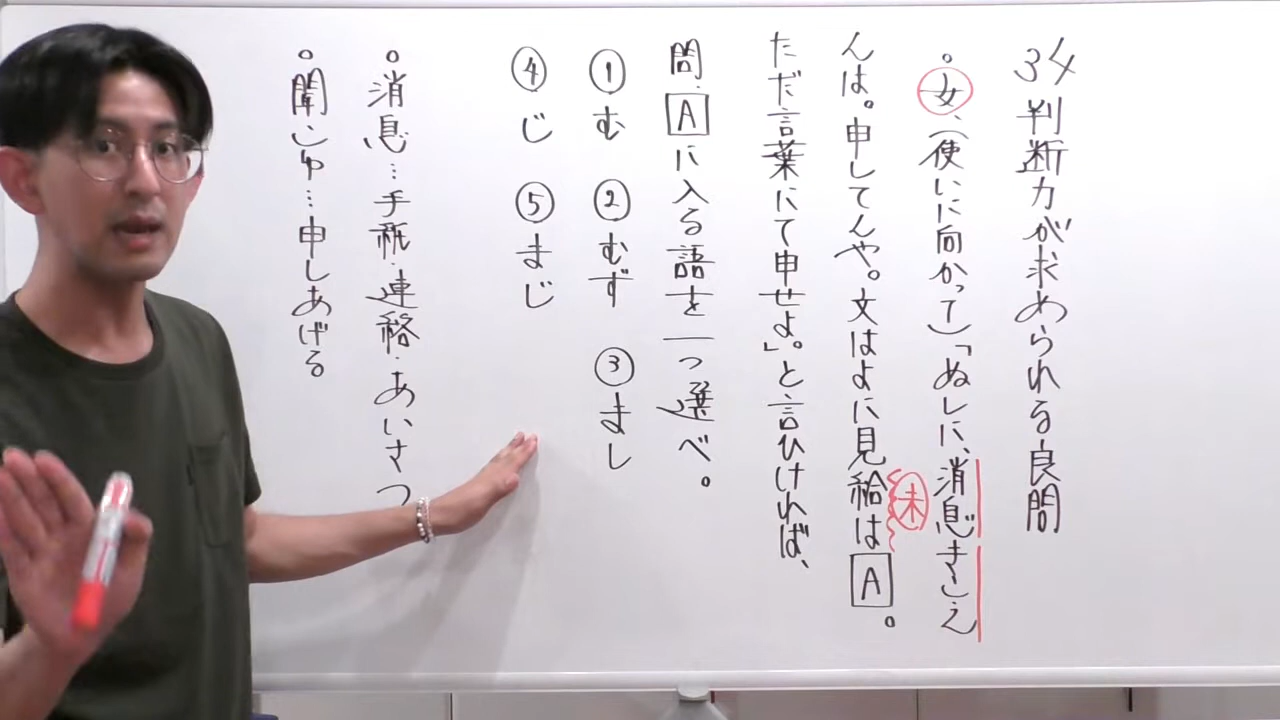 34 判断力が求められる良問
。女、(使いに向かって)「ぬしに、消息きこえ
んは。申してんや。文はよに見給はA。
未
ただ言葉にて申せよ。」と言ひければ、
問、Aに入る語を一つ選べ。
①む ②むず ③まし
④じ ⑤まじ
。消息…手紙・連絡・あいさつ
。聞こゆ…申しあげる